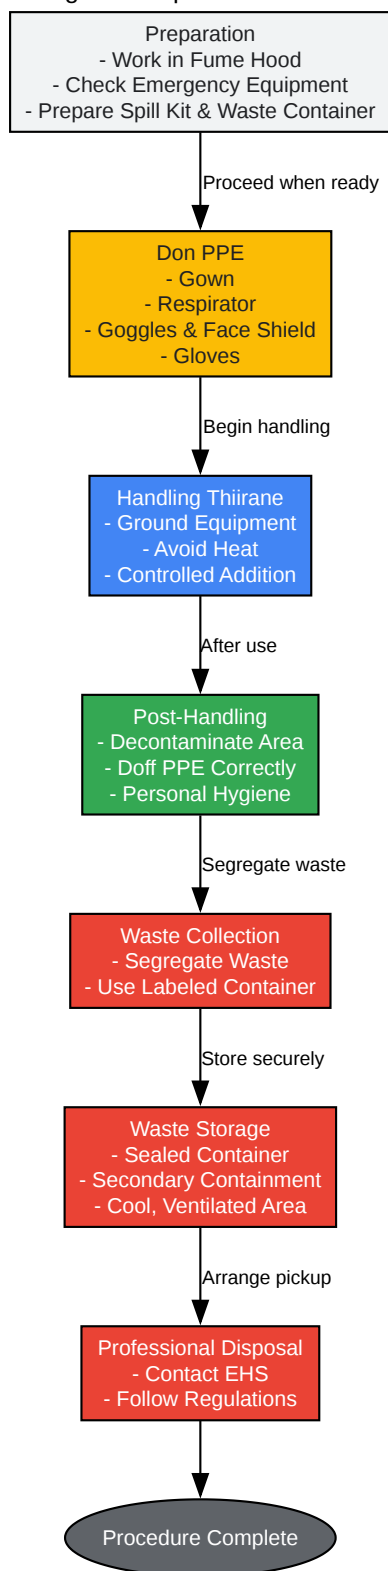 Preparation
- Work in Fume Hood
- Check Emergency Equipment
- Prepare Spill Kit & Waste Container
Proceed when ready
Don PPE
- Gown
- Respirator
- Goggles & Face Shield
- Gloves
Begin handling
Handling Thiirane
- Ground Equipment
- Avoid Heat
- Controlled Addition
After use
Post-Handling
- Decontaminate Area
- Doff PPE Correctly
- Personal Hygiene
Segregate waste
Waste Collection
- Segregate Waste
- Use Labeled Container
Store securely
Waste Storage
- Sealed Container
- Secondary Containment
- Cool, Ventilated Area
Arrange pickup
Professional Disposal
- Contact EHS
- Follow Regulations
Procedure Complete